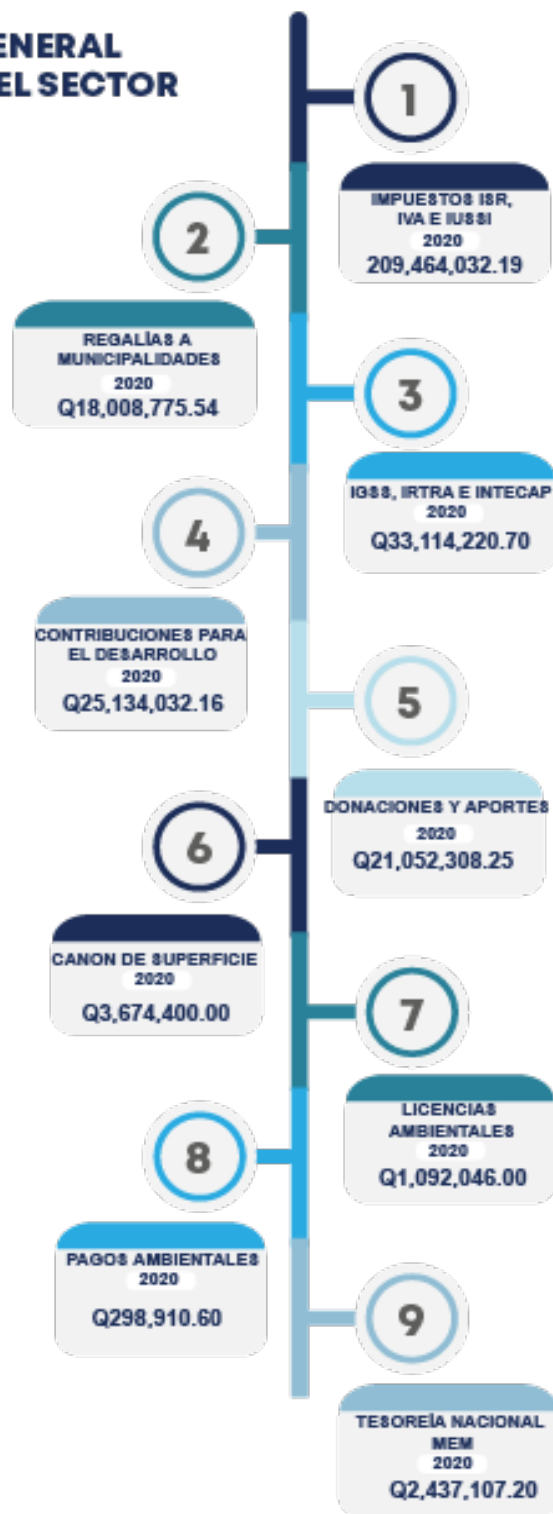 ENERAL
EL SECTOR
1
IMPUESTOS ISR,
IVA E IUSSI
2020
209,464,032.19
2
REGALÍAS A
MUNICIPALIDADES
2020
Q18,008,775.54
3
IGSS, IRTRA E INTECAP
2020
Q33,114,220.70
4
CONTRIBUCIONES PARA
EL DESARROLLO
2020
Q25,134,032.16
5
DONACIONES Y APORTES
2020
Q21,052,308.25
6
CANON DE SUPERFICIE
2020
Q3,674,400.00
7
LICENCIAS
AMBIENTALES
2020
Q1,092,046.00
8
PAGOS AMBIENTALES
2020
Q298,910.60
9
TESOREÍA NACIONAL
MEM
2020
Q2,437,107.20